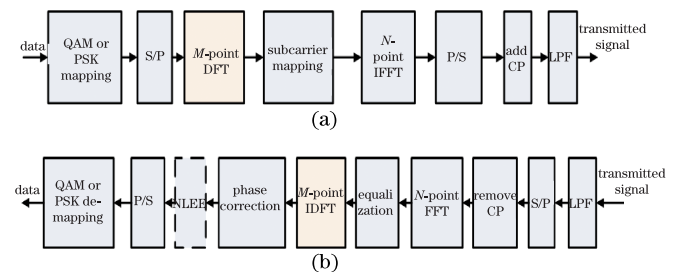 data
QAM or
PSK
mapping
S/P
M-point
DFT
subcarrier
mapping
N-
point
IFFT
P/S
add
CP
LPF
transmitted
signal
(a)
data
QAM or
PSK de-
mapping
P/S
NLEE
phase
correction
M-point
IDFT
equali
zation
N-point
FFT
remove
CP
S/P
LPF
transmitted
signal
(b)